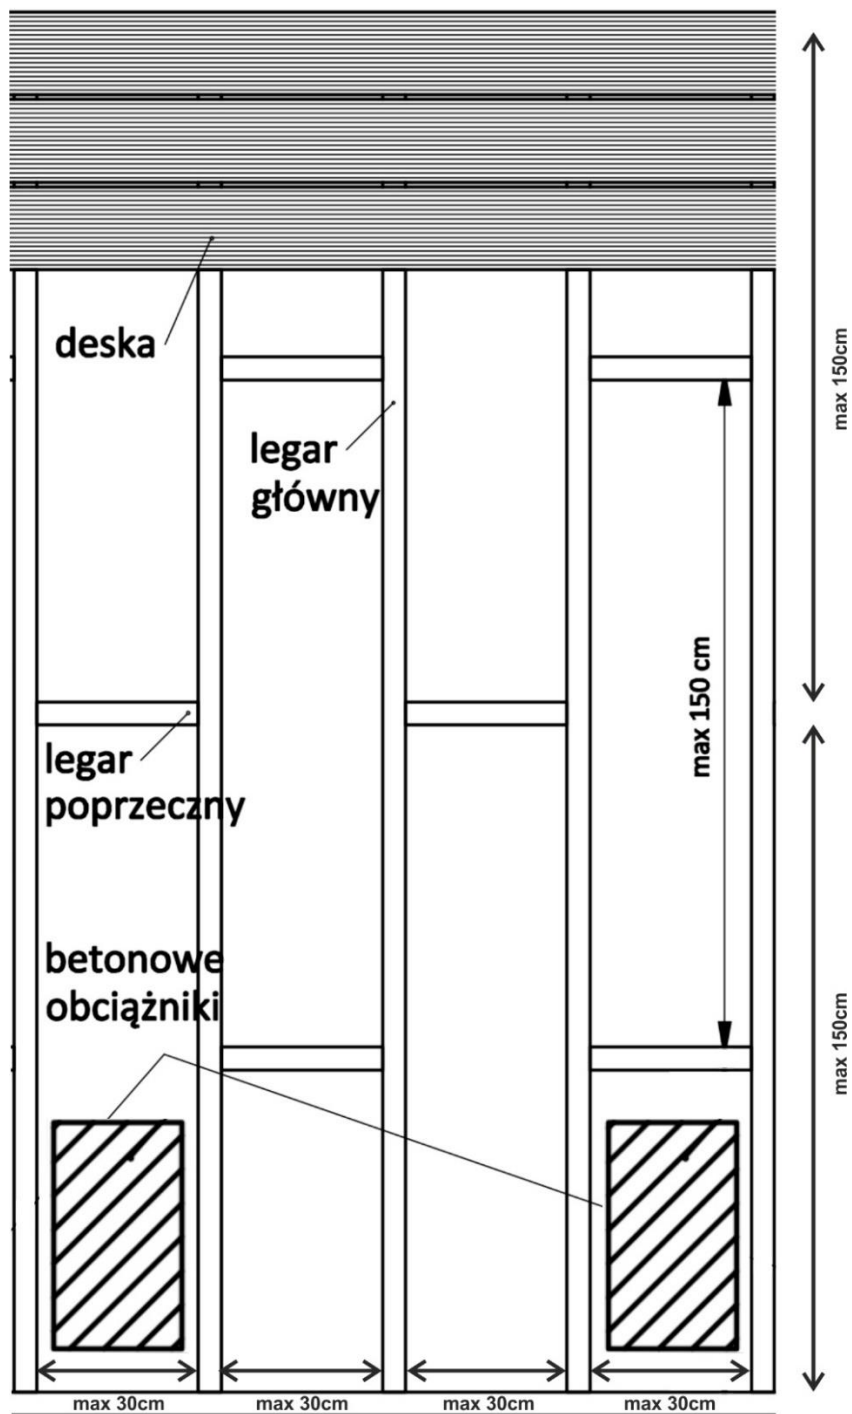 deska
max 150cm
legar
główny
max 150 cm
legar
poprzeczny
betonowe
obciążniki
max 150cm
max 30cm
max 30cm
max 30cm
max 30cm